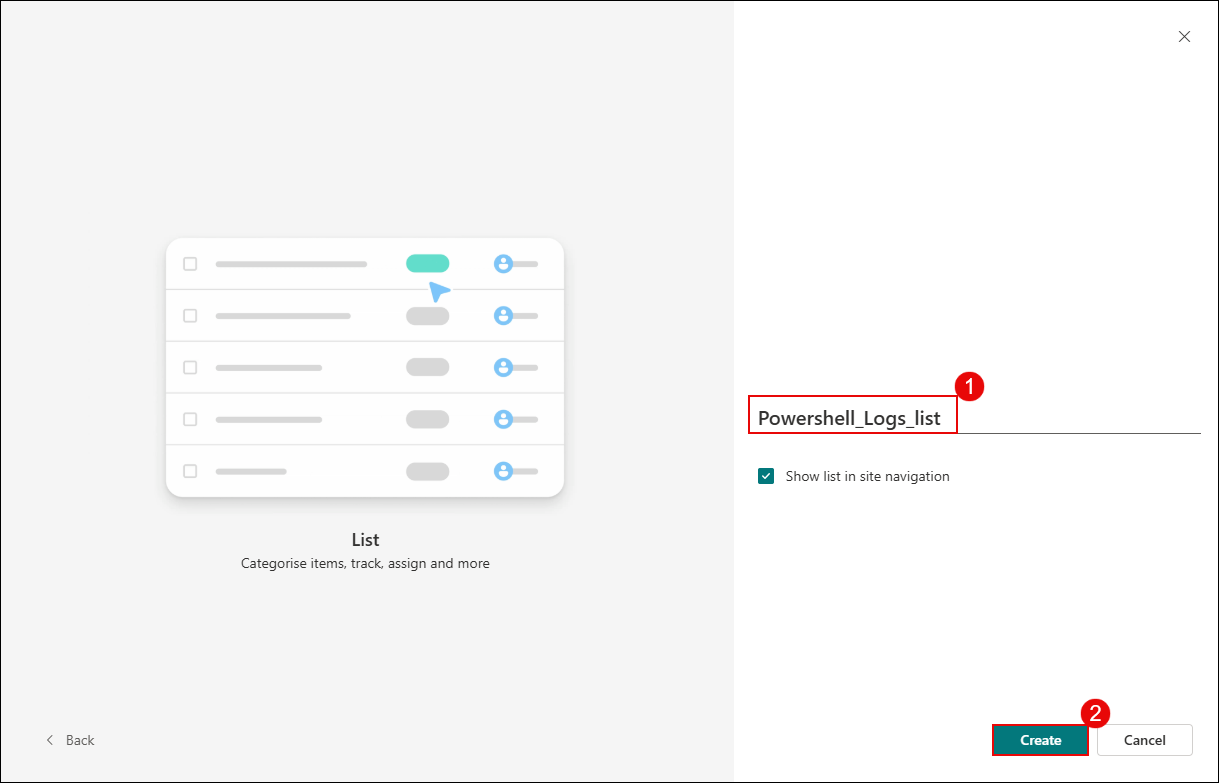 List
Categorise items, track, assign and more
Back
1
Powershell_Logs_list
Show list in site navigation
2
Create
Cancel